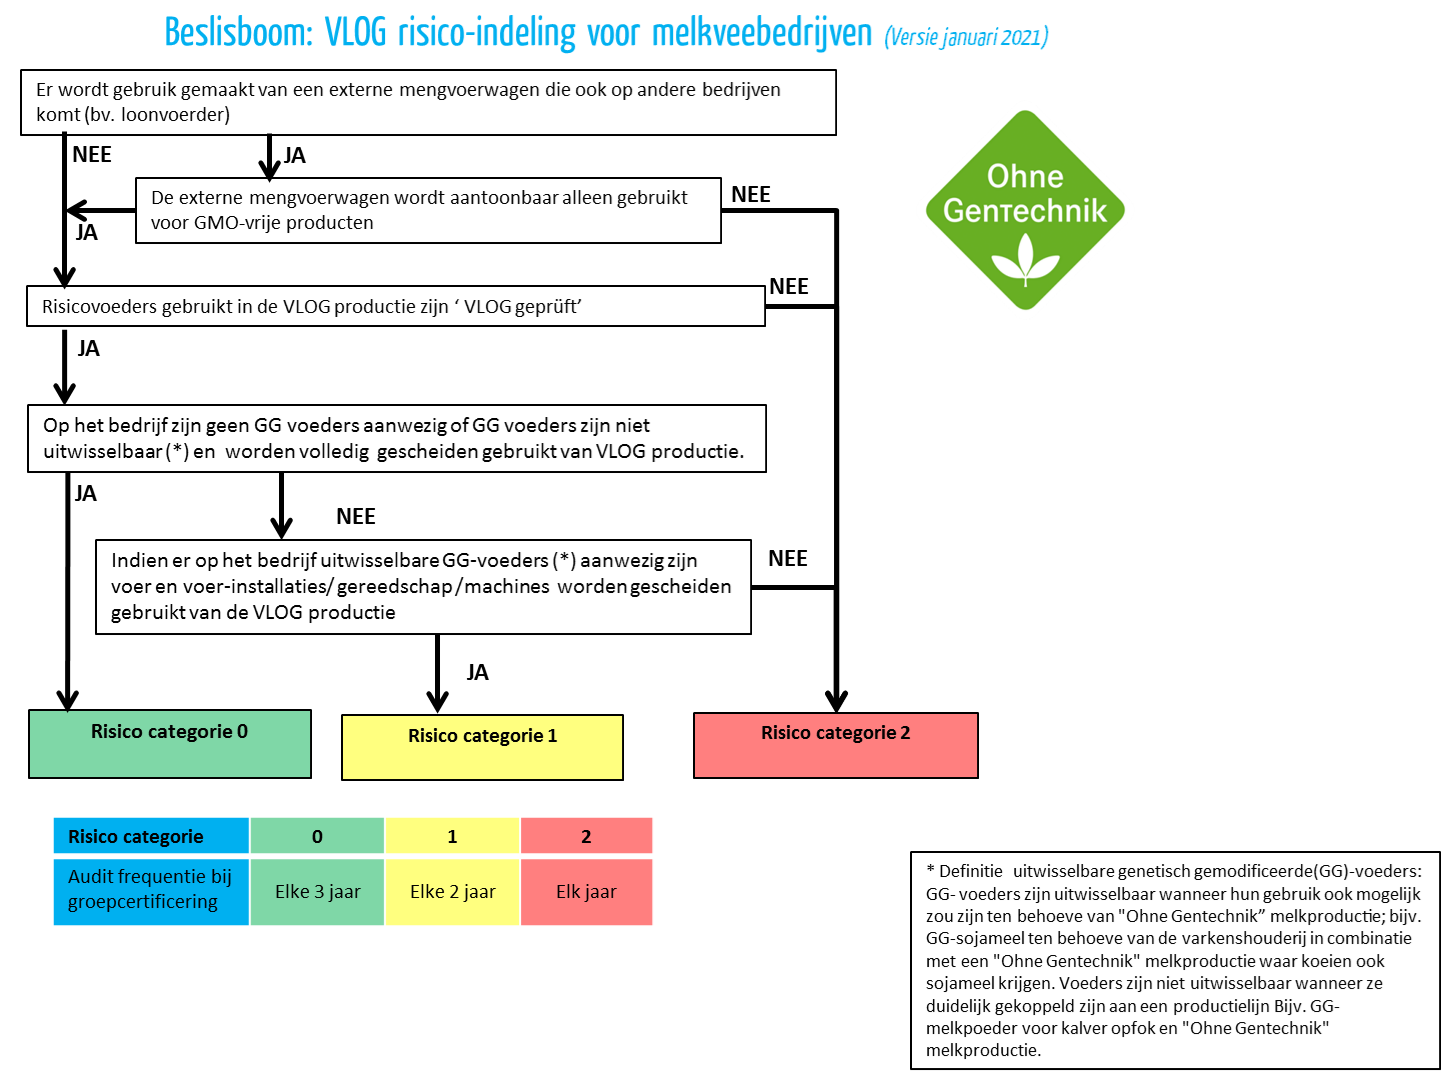 Beslisboom: VLOG risico-indeling voor melkveebedrijven (Versie januari 2021)
Er wordt gebruik gemaakt van een externe mengvoerwagen die ook op andere bedrijven
komt (bv. loonvoerder)
NEE
JA
De externe mengvoerwagen wordt aantoonbaar alleen gebruikt
voor GMO-vrije producten
NEE
JA
Ohne
GenTechnik
Risicovoeders gebruikt in de VLOG productie zijn ‘ VLOG geprüft’
NEE
JA
Op het bedrijf zijn geen GG voeders aanwezig of GG voeders zijn niet
uitwisselbaar (*) en worden volledig gescheiden gebruikt van VLOG productie.
JA
NEE
Indien er op het bedrijf uitwisselbare GG-voeders (*) aanwezig zijn
voer en voer-installaties/ gereedschap /machines worden gescheiden
gebruikt van de VLOG productie
NEE
JA
Risico categorie 0
Risico categorie 1
Risico categorie 2
Risico categorie 0 1 2
Audit frequentie bij
groepcertificering
Elke 3 jaar Elke 2 jaar Elk jaar
* Definitie uitwisselbare genetisch gemodificeerde(GG)-voeders:
GG- voeders zijn uitwisselbaar wanneer hun gebruik ook mogelijk
zou zijn ten behoeve van "Ohne Gentechnik” melkproductie; bijv.
GG-sojameel ten behoeve van de varkenshouderij in combinatie
met een "Ohne Gentechnik" melkproductie waar koeien ook
sojameel krijgen. Voeders zijn niet uitwisselbaar wanneer ze
duidelijk gekoppeld zijn aan een productielijn Bijv. GG-
melkpoeder voor kalver opfok en "Ohne Gentechnik"
melkproductie.